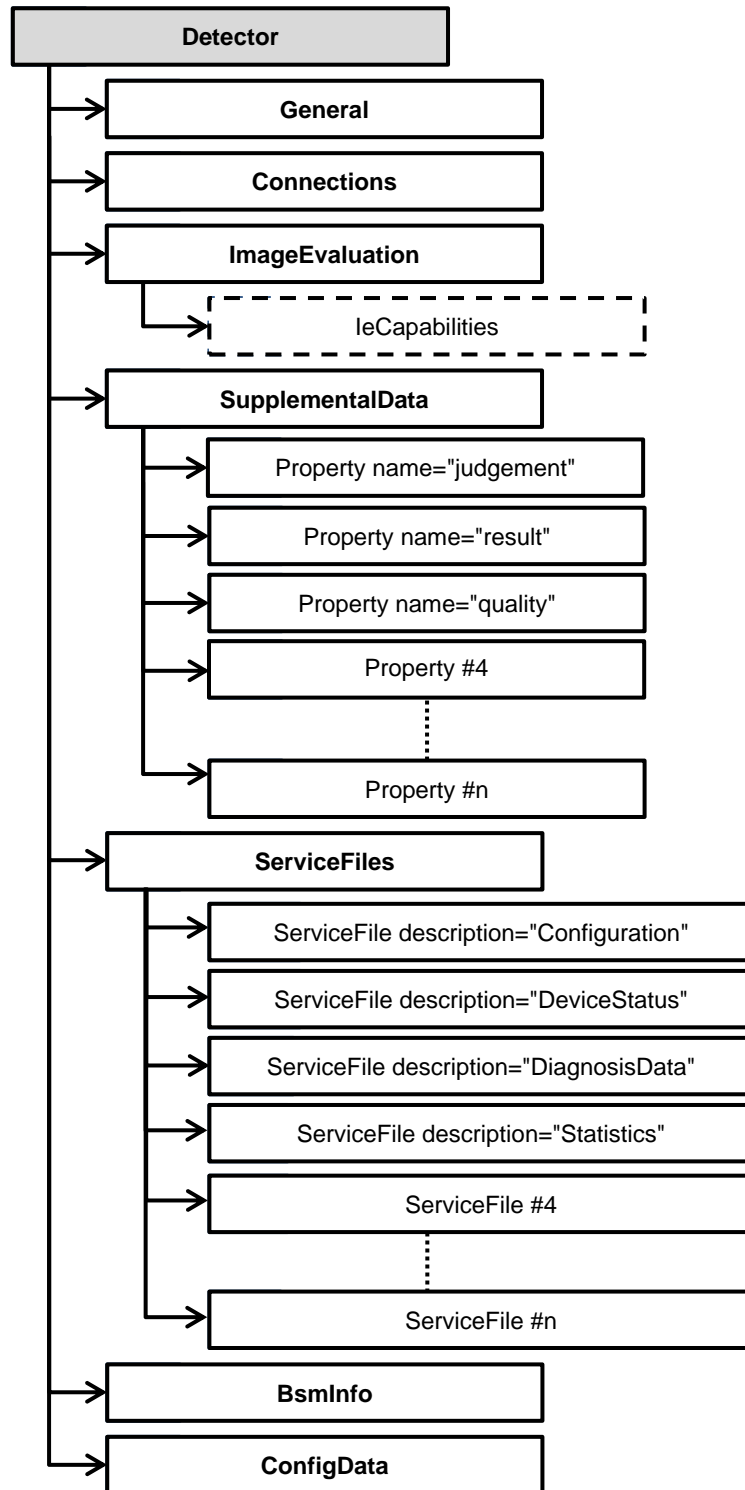 Detector
General
Connections
ImageEvaluation
IeCapabilities
SupplementalData
Property name="judgement"
Property name="result"
Property name="quality"
Property #4
Property #n
ServiceFiles
ServiceFile description="Configuration"
ServiceFile description="DeviceStatus"
ServiceFile description="DiagnosisData"
ServiceFile description="Statistics"
ServiceFile #4
ServiceFile #n
BsmInfo
ConfigData